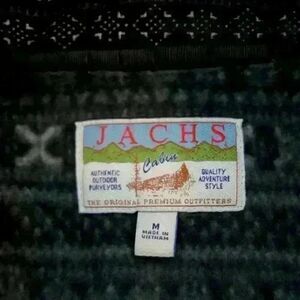 JACHS
Cabin
AUTHENTIC
OUTDOOR
PURVEYORS
QUALITY
ADVENTURE
STYLE
THE ORIGINAL PREMIUM OUTFITTERS
M
MADE IN
VIETNAM